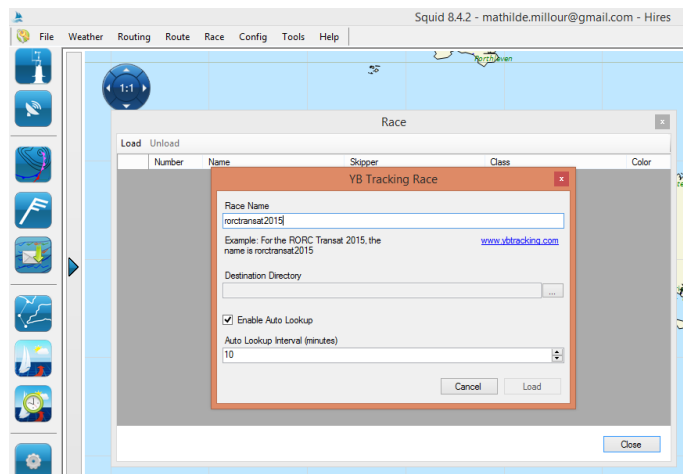 Squid 8.4.2 - mathilde.millour@gmail.com - Hires
File Weather Routing Route Race Config Tools Help
Porthleven
1:1
Race
x
Load Unload
Number Name Skipper Class Color
YB Tracking Race
x
Race Name
rorctransat2015
Example: For the RORC Transat 2015, the www.ybtracking.com
name is rorctransat2015
Destination Directory
...
Enable Auto Lookup
Auto Lookup Interval (minutes)
10
Cancel Load
Close